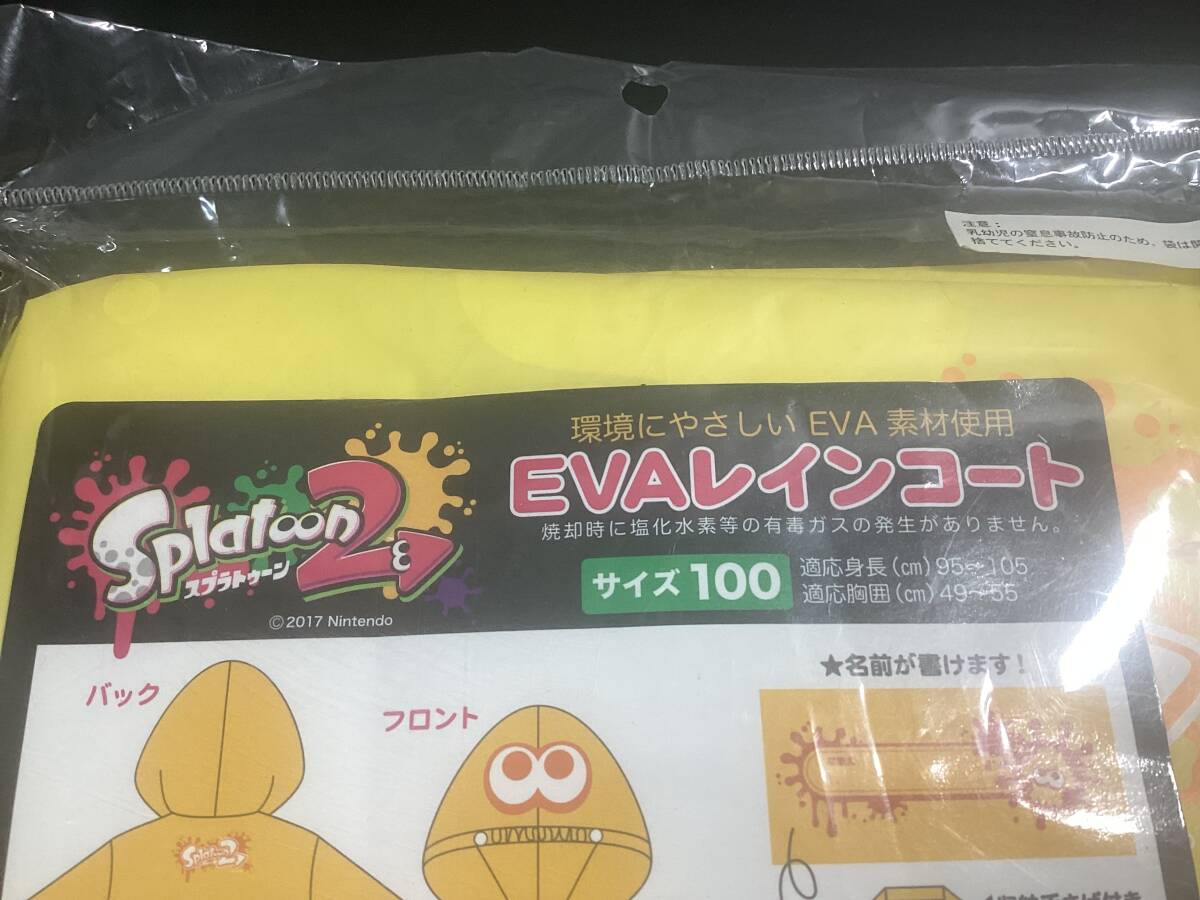 注意:
乳幼児の窒息事故防止のため、袋は開
捨ててください。
環境にやさしい EVA 素材使用
EVAレインコート
焼却時に塩化水素等の有毒ガスの発生がありません。
Splatoon 2
スプラトゥーン
サイズ 100
適応身長(cm)95~105
適応胸囲(cm)49~55
©2017 Nintendo
★名前が書けます!
バック
フロント
Splatoon2